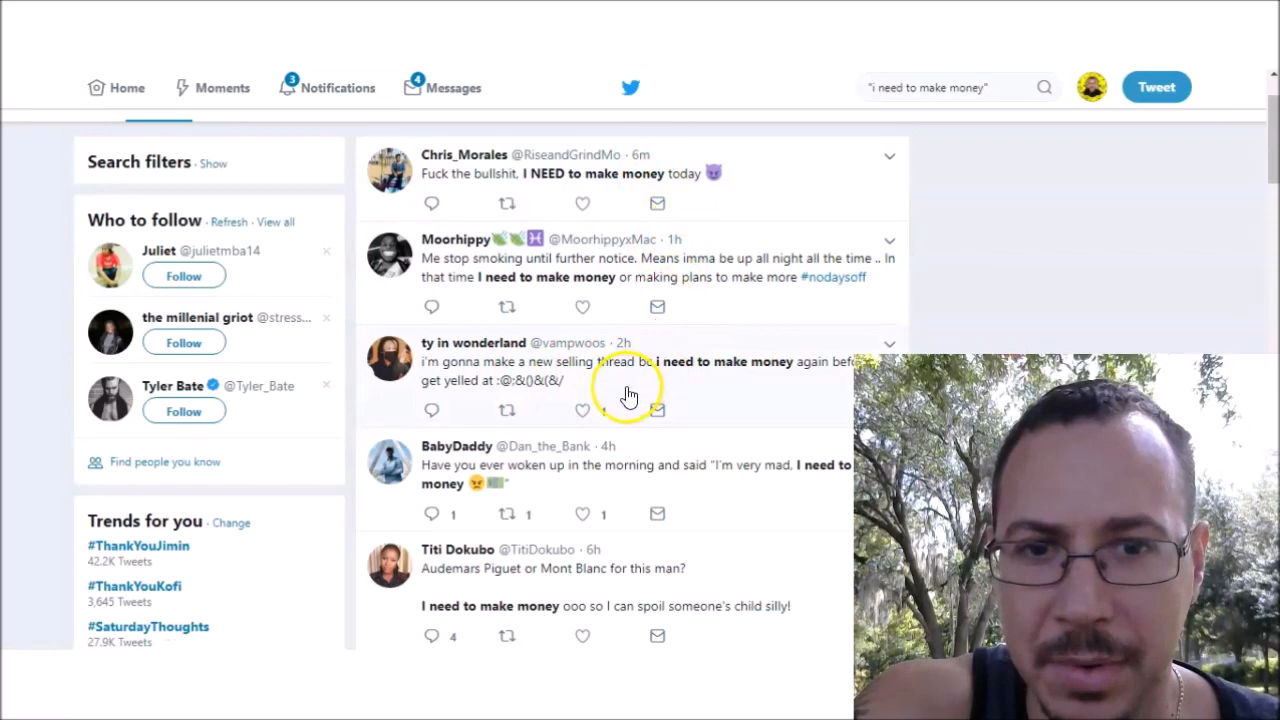 Home
Moments
3
Notifications
4
Messages
"i need to make money"
Tweet
Search filters · Show
Who to follow · Refresh · View all
Juliet @julietmba14
Follow
the millenial griot @stress...
Follow
Tyler Bate @Tyler_Bate
Follow
Find people you know
Trends for you · Change
#ThankYouJimin
42.2K Tweets
#ThankYouKofi
3,645 Tweets
#SaturdayThoughts
27.9K Tweets
Chris_Morales @RiseandGrindMo · 6m
Fuck the bullshit, I NEED to make money today 😈
Moorhippy🍃🍃♓ @MoorhippyxMac · 1h
Me stop smoking until further notice. Means imma be up all night all the time .. In
that time I need to make money or making plans to make more #nodaysoff
ty in wonderland @vampwoos · 2h
i'm gonna make a new selling thread bc i need to make money again
get yelled at :@:&()&(&/
1
BabyDaddy @Dan_the_Bank · 4h
Have you ever woken up in the morning and said "I'm very mad, I need to
money 😠💵"
1 1 1
Titi Dokubo @TitiDokubo · 6h
Audemars Piguet or Mont Blanc for this man?
I need to make money ooo so I can spoil someone's child silly!
4